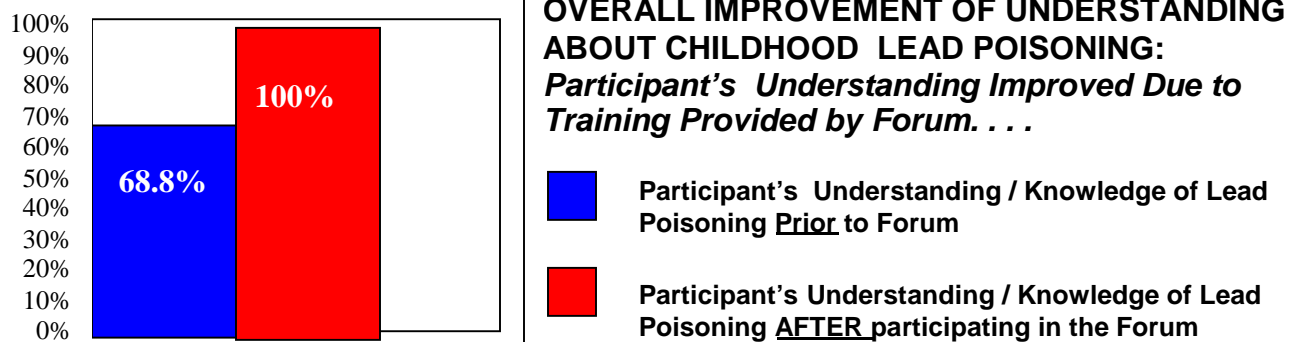 100%
90%
80%
70%
60%
50%
40%
30%
20%
10%
0%
68.8%
100%
OVERALL IMPROVEMENT OF UNDERSTANDING
ABOUT CHILDHOOD LEAD POISONING:
Participant’s Understanding Improved Due to
Training Provided by Forum. . . .
Participant’s Understanding / Knowledge of Lead
Poisoning Prior to Forum
Participant’s Understanding / Knowledge of Lead
Poisoning AFTER participating in the Forum